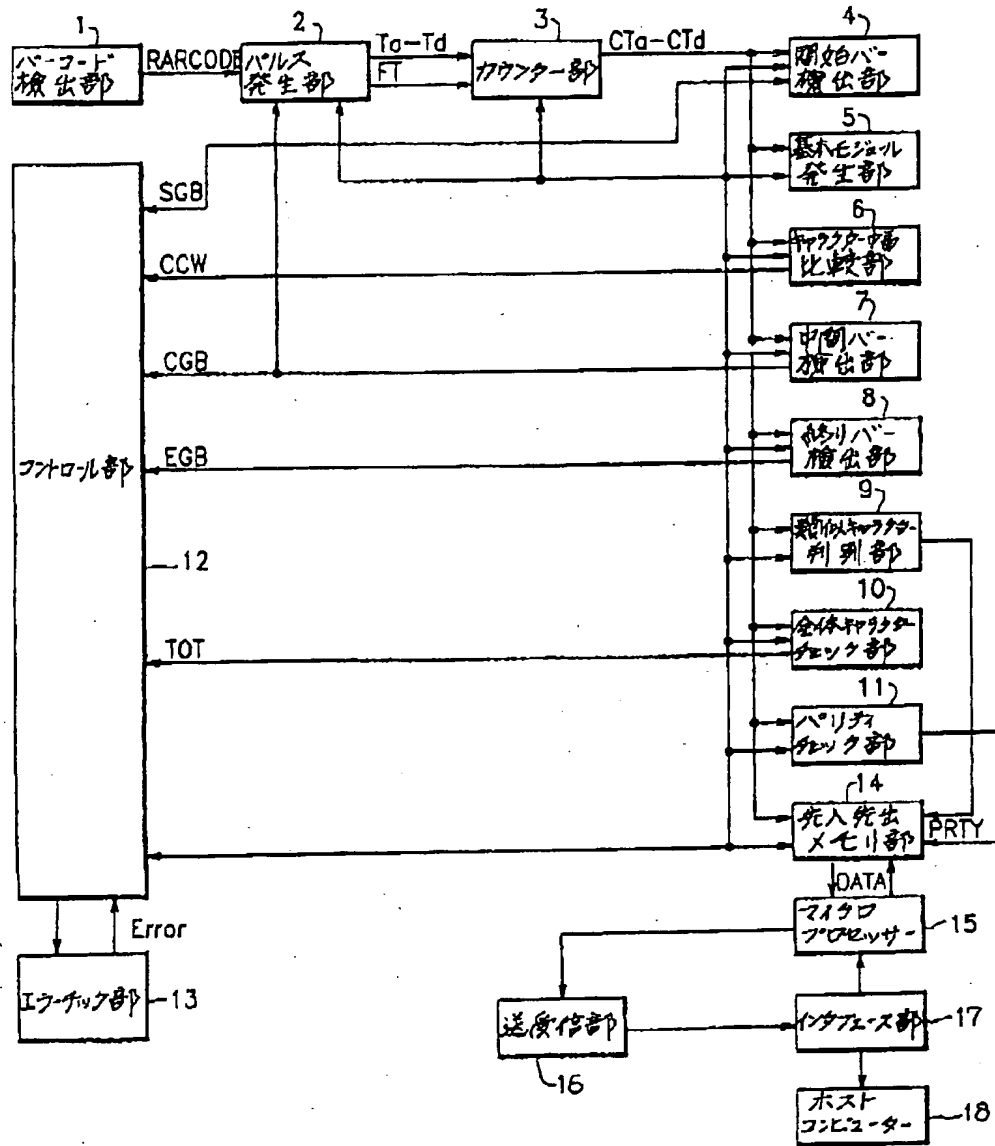 1
バーコード
検出部
RARCODE
2
パルス
発生部
Ta-Td
FT
3
カウンター部
CTa-CTd
4
開始バー
検出部
5
基本モジュール
発生部
SGB
6
キャラクター巾
比較部
CCW
7
中間バー
検出部
CGB
8
終りバー
検出部
EGB
コントロール部
12
9
類似キャラクター
判別部
10
全体キャラクター
チェック部
TOT
11
パリティ
チェック部
14
先入先出
メモリ部
PRTY
DATA
マイクロ
プロセッサー
15
Error
エラーチック部
13
送受信部
16
インタフェース部
17
ホスト
コンピューター
18